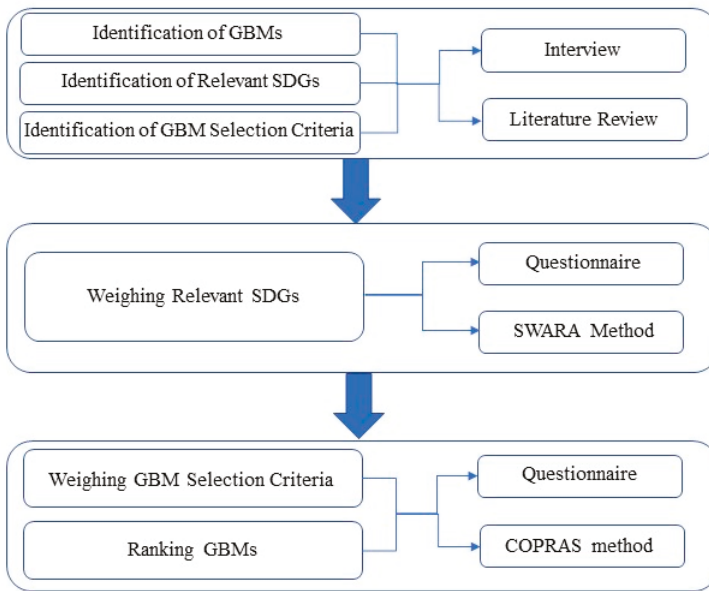 Identification of GBMs
Identification of Relevant SDGs
Identification of GBM Selection Criteria
Interview
Literature Review
Weighing Relevant SDGs
Questionnaire
SWARA Method
Weighing GBM Selection Criteria
Ranking GBMs
Questionnaire
COPRAS method